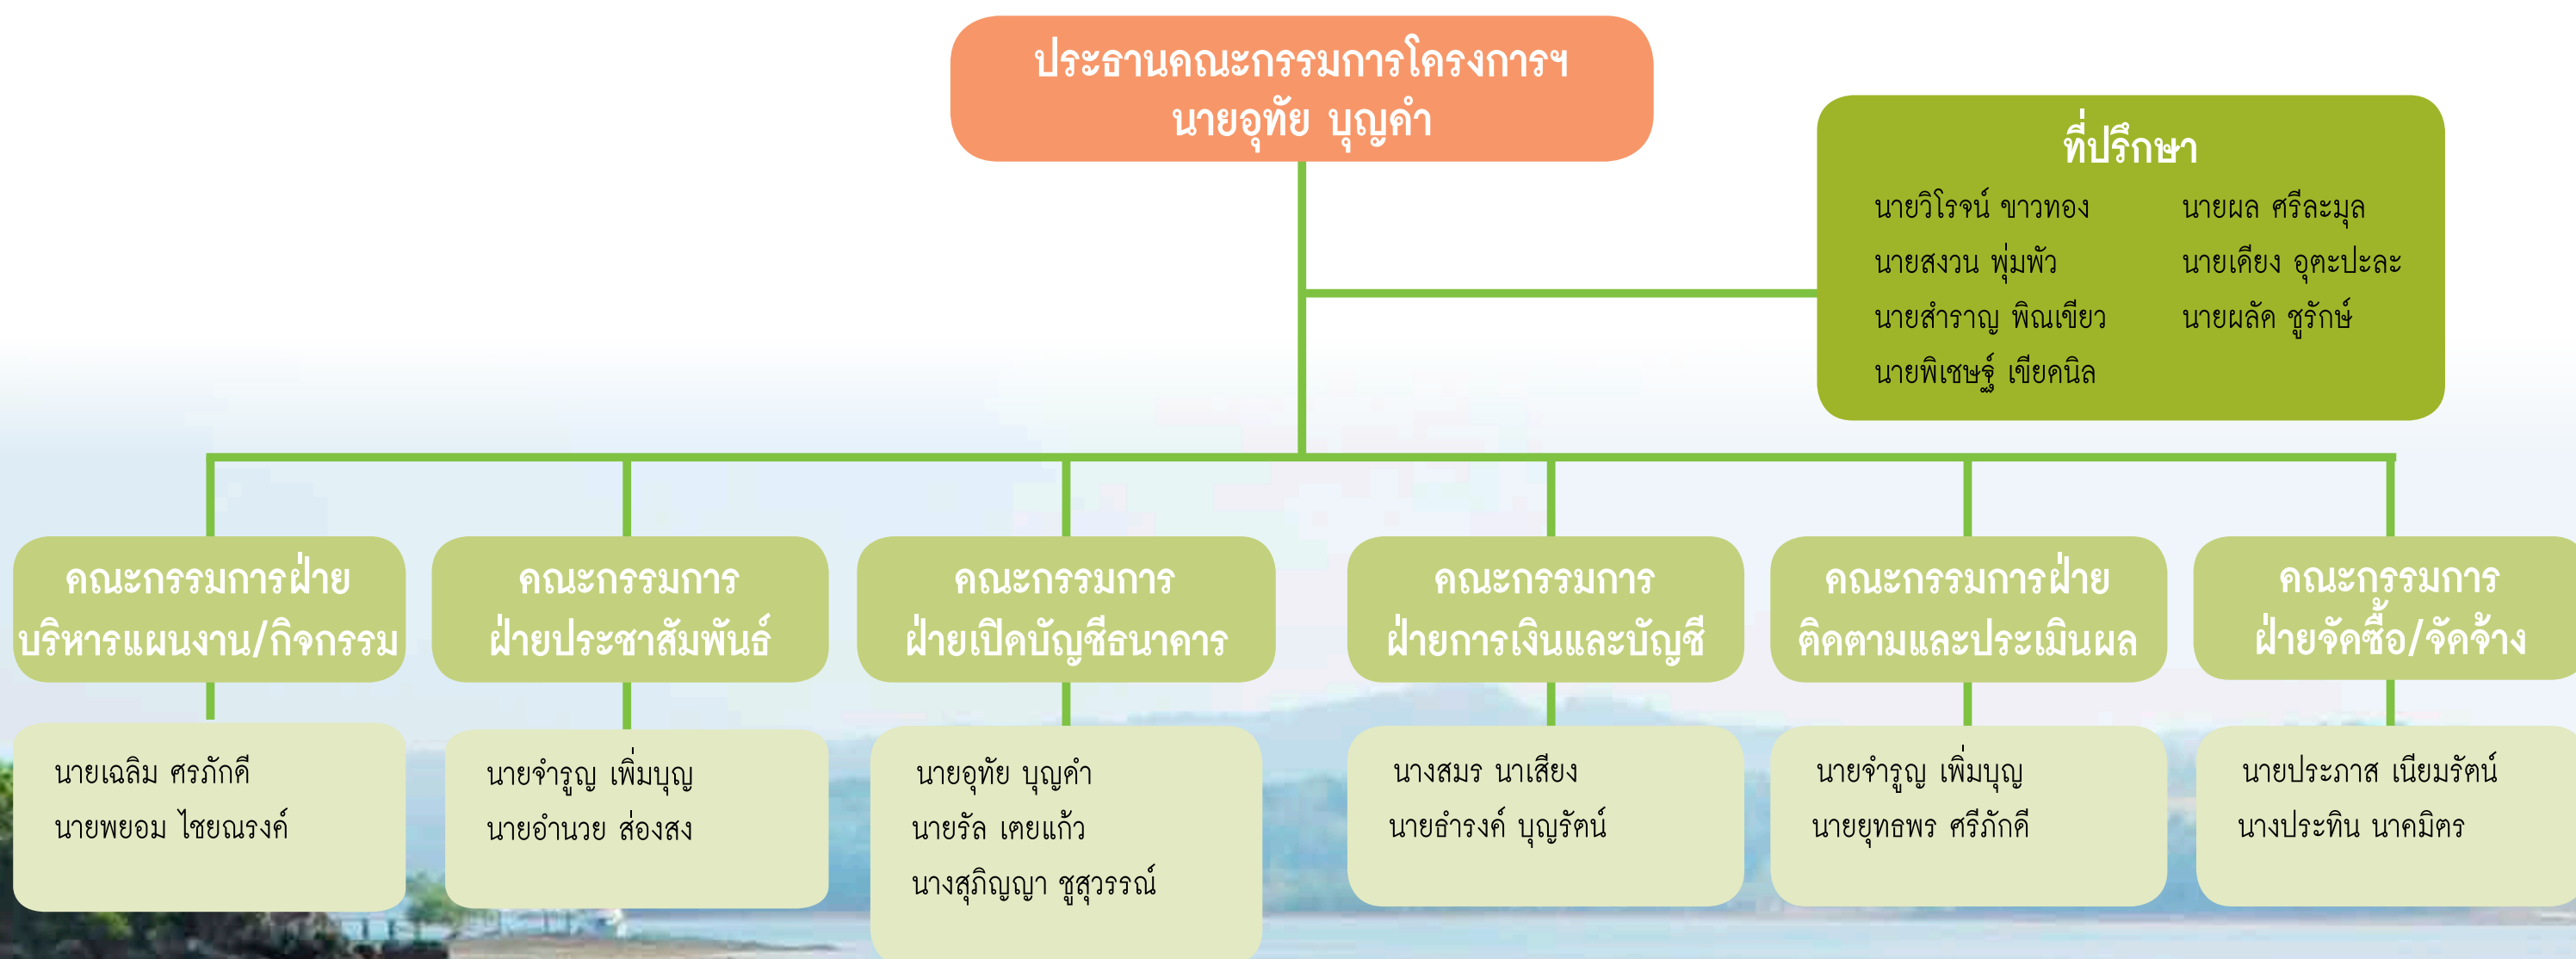 ประธานคณะกรรมการโครงการฯ
นายอุทัย บุญคำ
ที่ปรึกษา
นายวิโรจน์ ขาวทอง
นายสงวน พุ่มพัว
นายสำราญ พิณเขียว
นายพิเชษฐ์ เขียดนิล
นายผล ศรีละมุล
นายเคียง อุตะปะละ
นายผลัด ชูรักษ์
คณะกรรมการฝ่าย
บริหารแผนงาน/กิจกรรม
นายเฉลิม ศรภักดี
นายพยอม ไชยณรงค์
คณะกรรมการ
ฝ่ายประชาสัมพันธ์
นายจำรูญ เพิ่มบุญ
นายอำนวย ส่องสง
คณะกรรมการ
ฝ่ายเปิดบัญชีธนาคาร
นายอุทัย บุญคำ
นายรัล เตยแก้ว
นางสุภิญญา ชูสุวรรณ์
คณะกรรมการ
ฝ่ายการเงินและบัญชี
นางสมร นาเสียง
นายธำรงค์ บุญรัตน์
คณะกรรมการฝ่าย
ติดตามและประเมินผล
นายจำรูญ เพิ่มบุญ
นายยุทธพร ศรีภักดี
คณะกรรมการ
ฝ่ายจัดซื้อ/จัดจ้าง
นายประภาส เนียมรัตน์
นางประทิน นาคมิตร